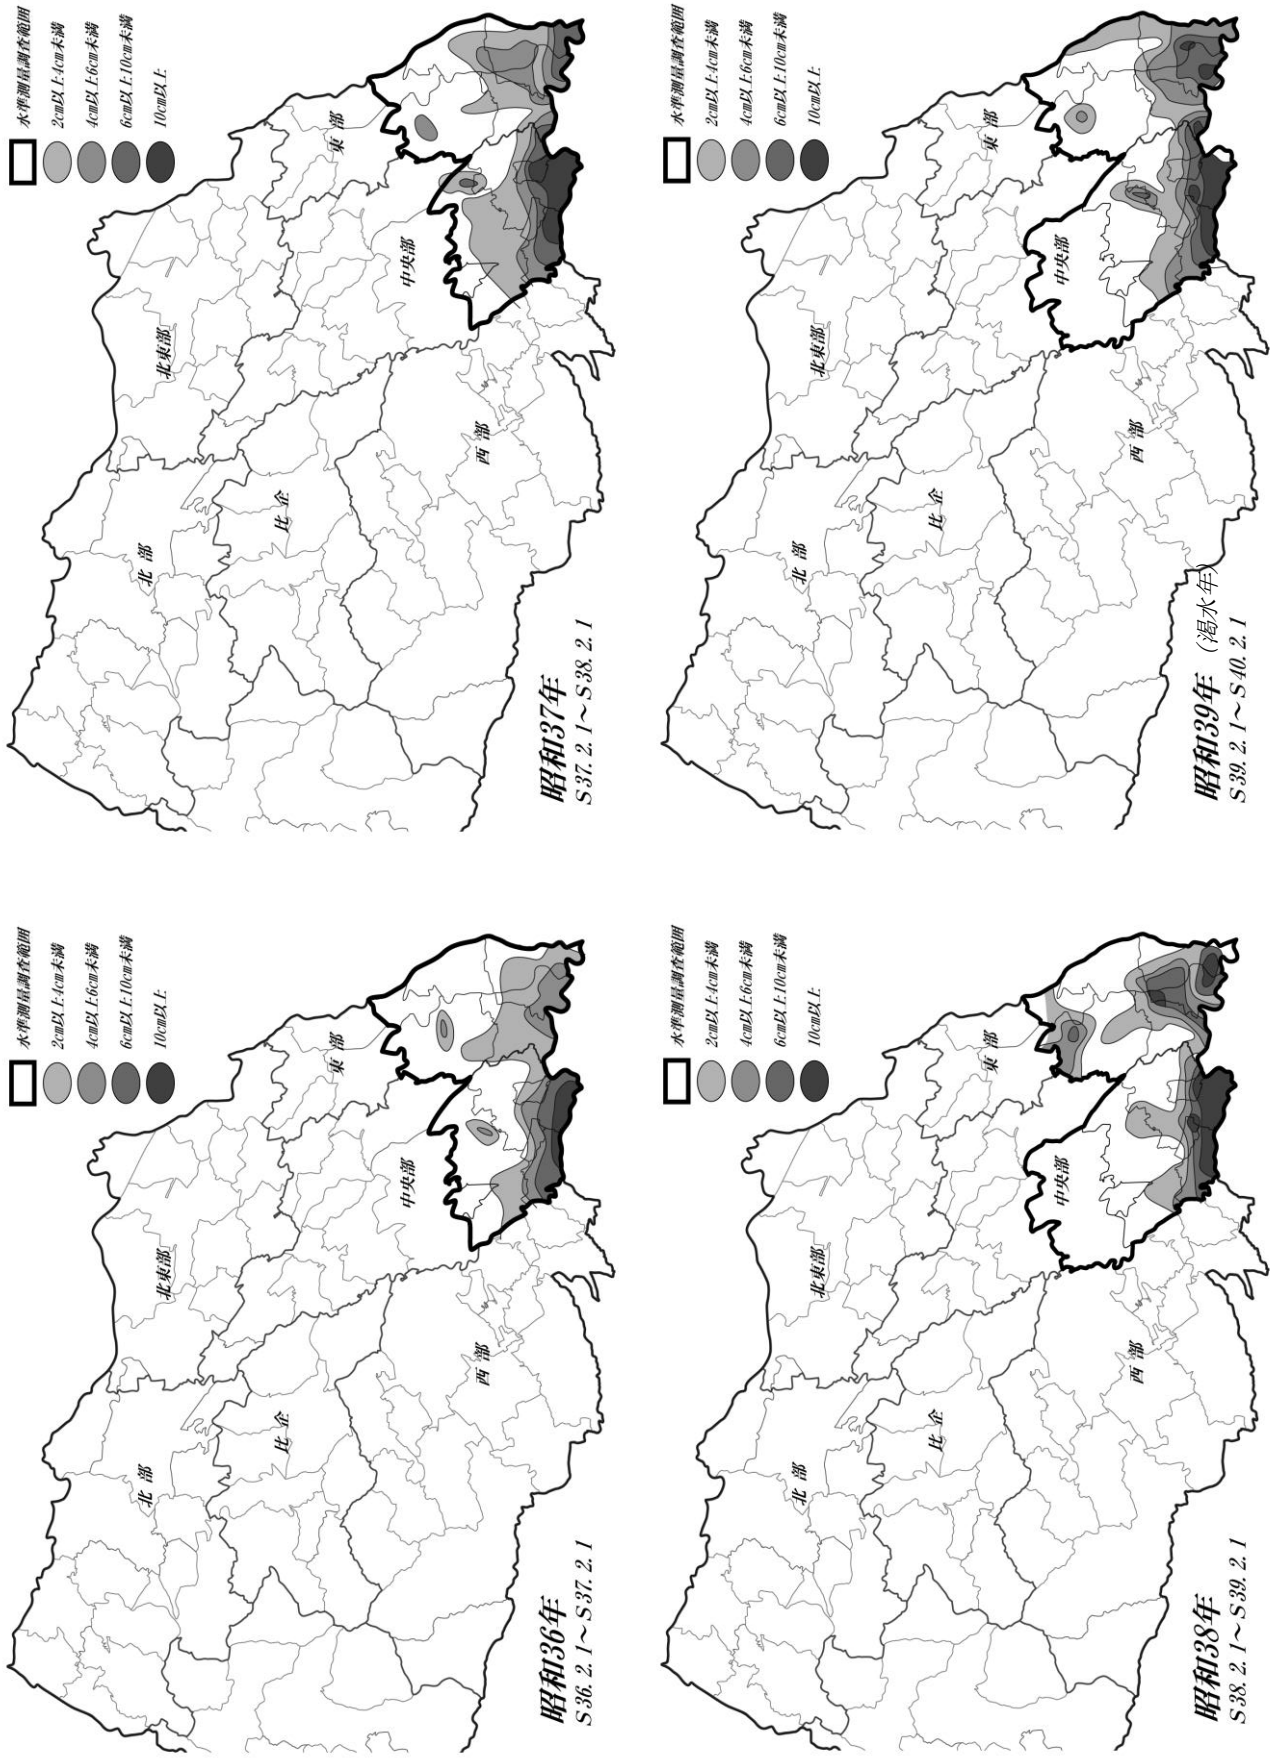 水準測量調査範囲
2cm以上4cm未満
4cm以上6cm未満
6cm以上10cm未満
10cm以上
北部
北東部
東部
中央部
比企
西部
昭和36年
S36.2.1～S37.2.1
水準測量調査範囲
2cm以上4cm未満
4cm以上6cm未満
6cm以上10cm未満
10cm以上
北部
北東部
東部
中央部
比企
西部
昭和37年
S37.2.1～S38.2.1
水準測量調査範囲
2cm以上4cm未満
4cm以上6cm未満
6cm以上10cm未満
10cm以上
北部
北東部
東部
中央部
比企
西部
昭和38年
S38.2.1～S39.2.1
水準測量調査範囲
2cm以上4cm未満
4cm以上6cm未満
6cm以上10cm未満
10cm以上
北部
北東部
東部
中央部
比企
西部
昭和39年（渇水年）
S39.2.1～S40.2.1